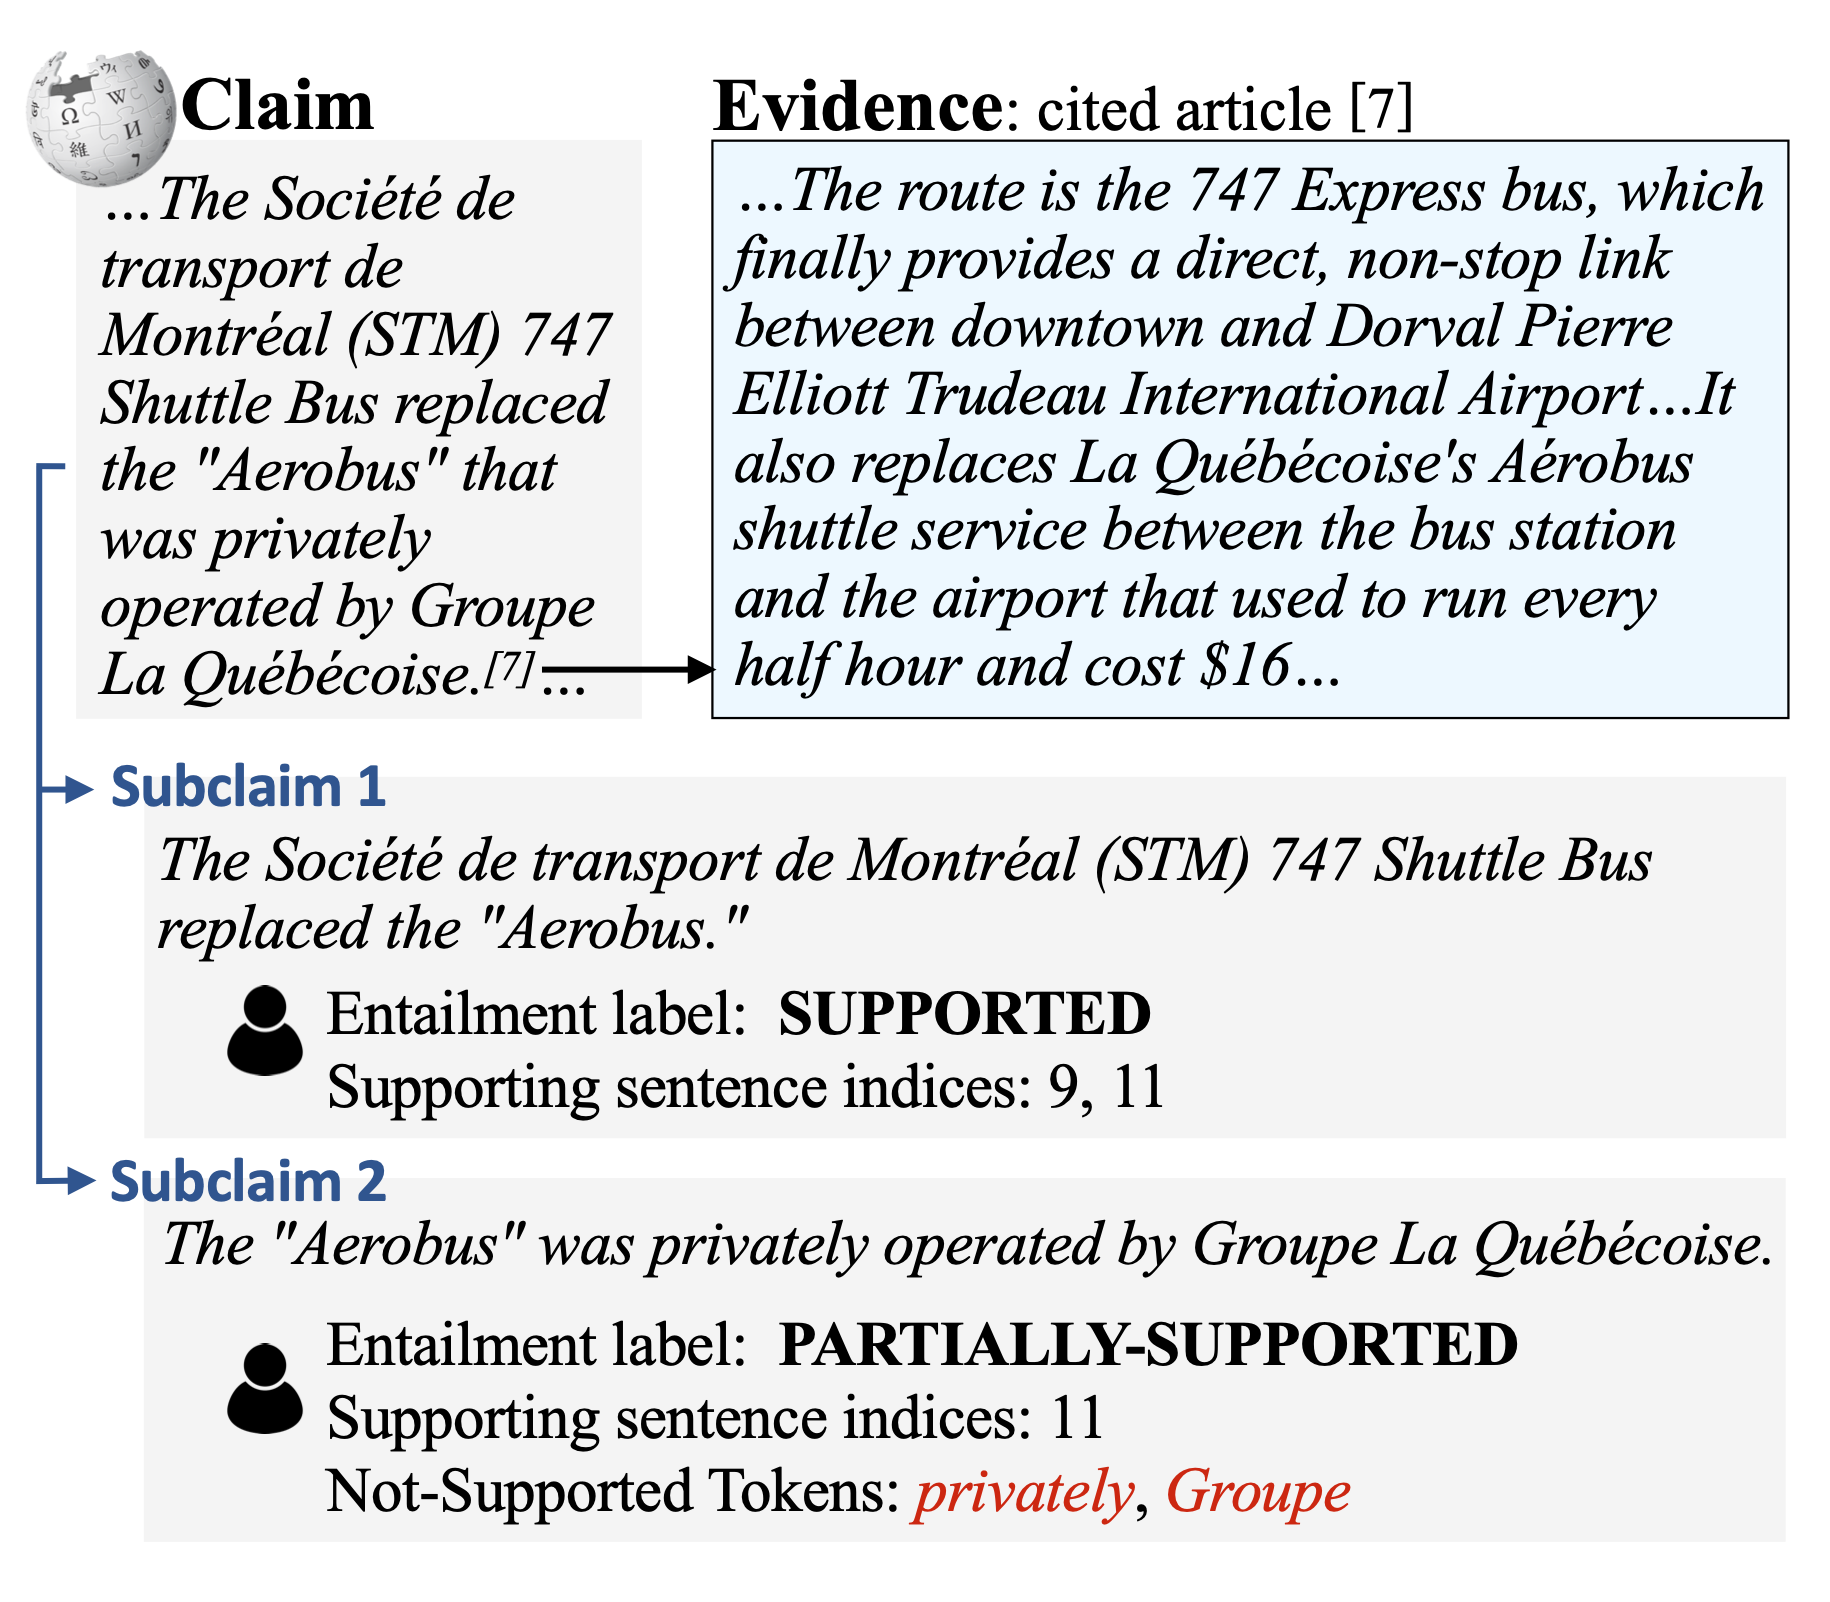 Claim
...The Société de
transport de
Montréal (STM) 747
Shuttle Bus replaced
the "Aerobus" that
was privately
operated by Groupe
La Québécoise.[7]...
Evidence: cited article [7]
...The route is the 747 Express bus, which
finally provides a direct, non-stop link
between downtown and Dorval Pierre
Elliott Trudeau International Airport...It
also replaces La Québécoise's Aérobus
shuttle service between the bus station
and the airport that used to run every
half hour and cost $16...
Subclaim 1
The Société de transport de Montréal (STM) 747 Shuttle Bus
replaced the "Aerobus."
Entailment label: SUPPORTED
Supporting sentence indices: 9, 11
Subclaim 2
The "Aerobus" was privately operated by Groupe La Québécoise.
Entailment label: PARTIALLY-SUPPORTED
Supporting sentence indices: 11
Not-Supported Tokens: privately, Groupe